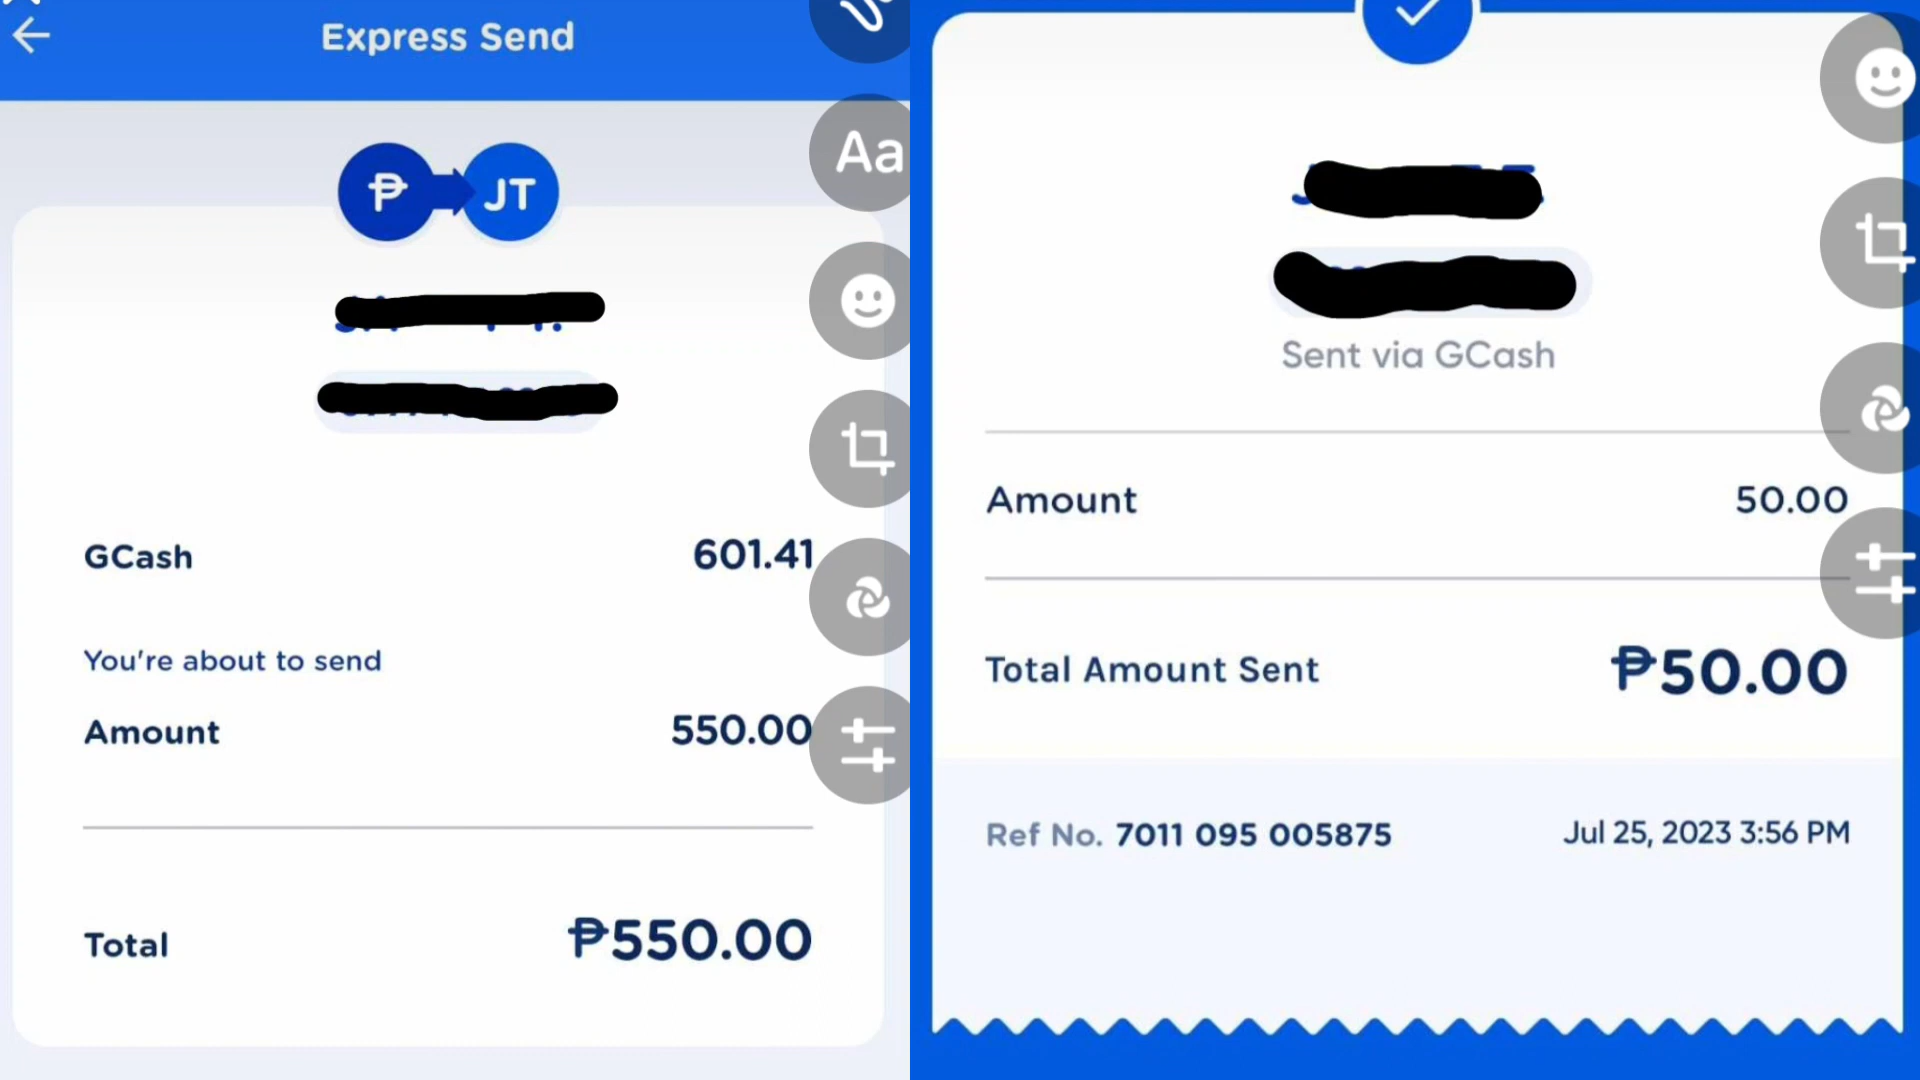 Express Send
Aa
₱ JT
GCash 601.41
You're about to send
Amount 550.00
Total ₱550.00
Sent via GCash
Amount 50.00
Total Amount Sent ₱50.00
Ref No. 7011 095 005875 Jul 25, 2023 3:56 PM